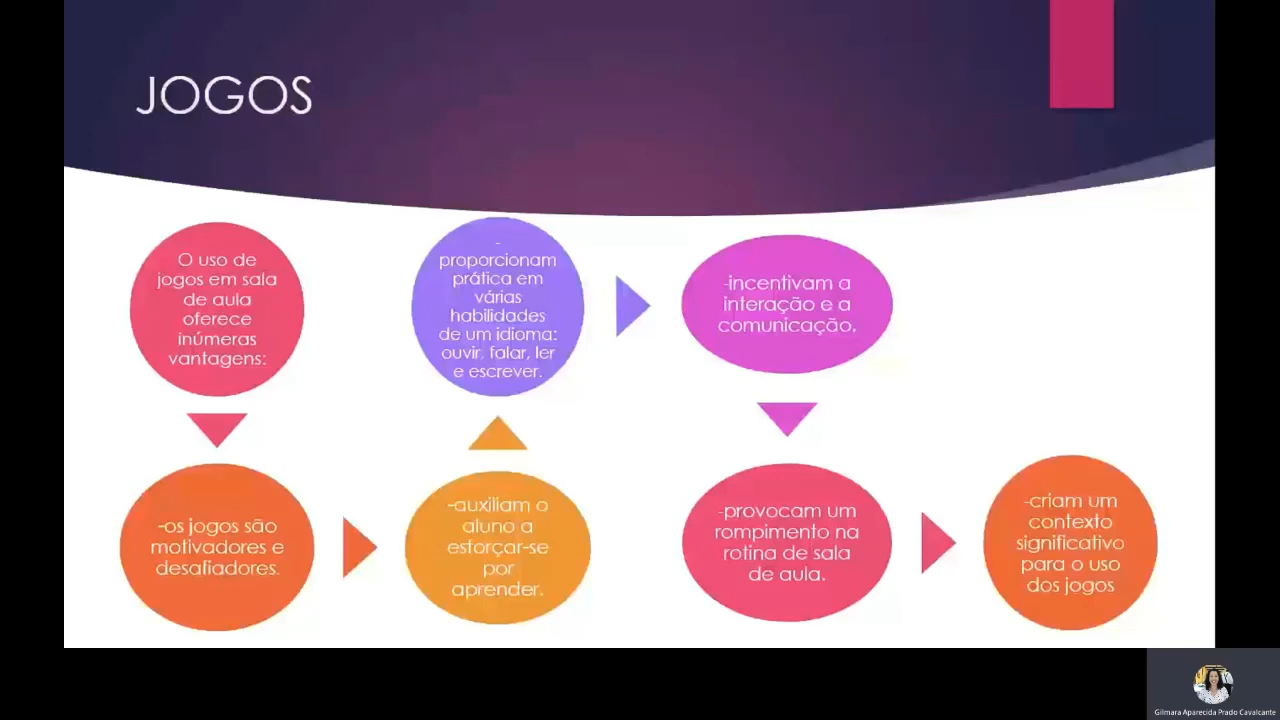 JOGOS
O uso de
jogos em sala
de aula
oferece
inúmeras
vantagens:
-os jogos são
motivadores e
desafiadores.
-auxiliam o
aluno a
esforçar-se
por
aprender.
-
proporcionam
prática em
várias
habilidades
de um idioma:
ouvir, falar, ler
e escrever.
-incentivam a
interação e a
comunicação.
-provocam um
rompimento na
rotina de sala
de aula.
-criam um
contexto
significativo
para o uso
dos jogos
Gilmara Aparecida Prado Cavalcante